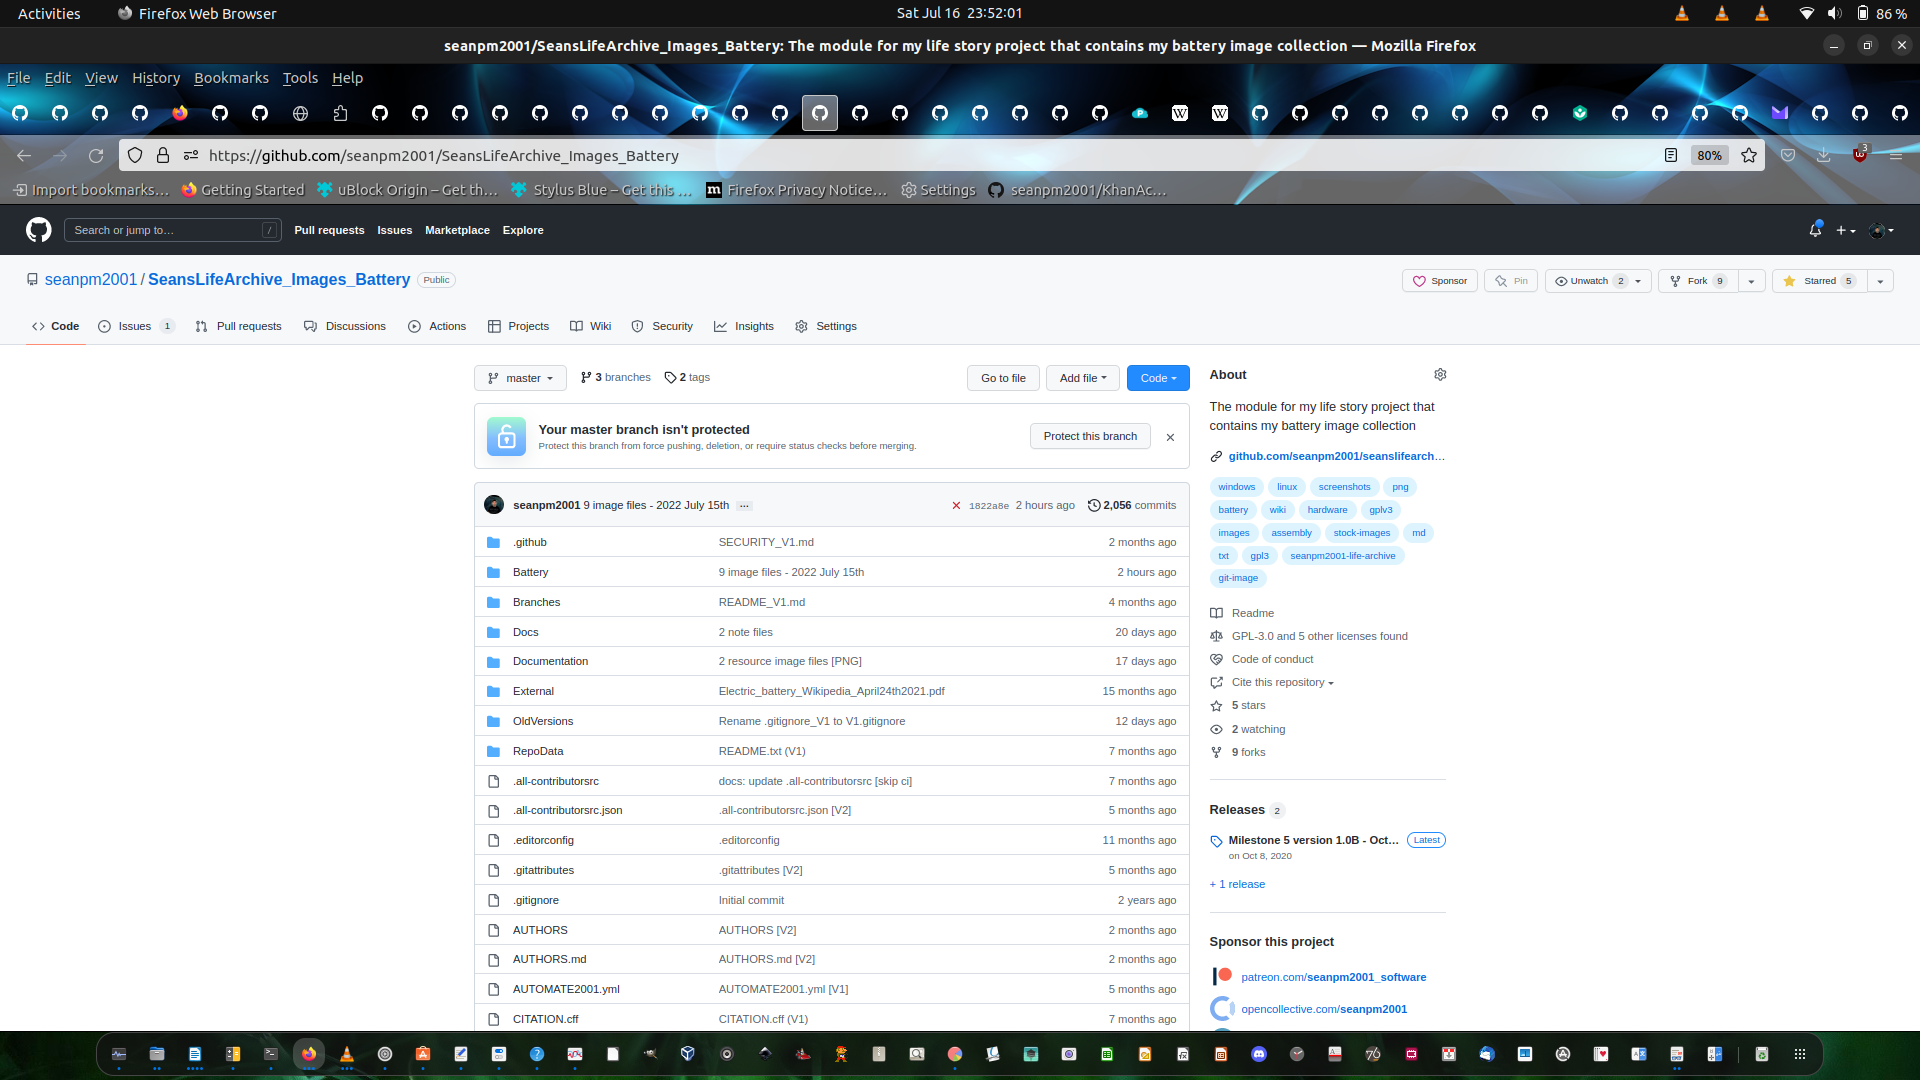 Activities
Firefox Web Browser
Sat Jul 16  23:52:01
86 %
seanpm2001/SeansLifeArchive_Images_Battery: The module for my life story project that contains my battery image collection — Mozilla Firefox
File Edit View History Bookmarks Tools Help
https://github.com/seanpm2001/SeansLifeArchive_Images_Battery
80%
3
Import bookmarks… Getting Started uBlock Origin – Get th… Stylus Blue – Get this … Firefox Privacy Notice… Settings seanpm2001/KhanAc…
Search or jump to… /
Pull requests Issues Marketplace Explore
seanpm2001 / SeansLifeArchive_Images_Battery Public
Sponsor Pin Unwatch 2 Fork 9 Starred 5
Code Issues 1 Pull requests Discussions Actions Projects Wiki Security Insights Settings
master 3 branches 2 tags
Go to file Add file Code
Your master branch isn't protected
Protect this branch from force pushing, deletion, or require status checks before merging.
Protect this branch
seanpm2001 9 image files - 2022 July 15th … 1822a8e 2 hours ago 2,056 commits
.github SECURITY_V1.md 2 months ago
Battery 9 image files - 2022 July 15th 2 hours ago
Branches README_V1.md 4 months ago
Docs 2 note files 20 days ago
Documentation 2 resource image files [PNG] 17 days ago
External Electric_battery_Wikipedia_April24th2021.pdf 15 months ago
OldVersions Rename .gitignore_V1 to V1.gitignore 12 days ago
RepoData README.txt (V1) 7 months ago
.all-contributorsrc docs: update .all-contributorsrc [skip ci] 7 months ago
.all-contributorsrc.json .all-contributorsrc.json [V2] 5 months ago
.editorconfig .editorconfig 11 months ago
.gitattributes .gitattributes [V2] 5 months ago
.gitignore Initial commit 2 years ago
AUTHORS AUTHORS [V2] 2 months ago
AUTHORS.md AUTHORS.md [V2] 2 months ago
AUTOMATE2001.yml AUTOMATE2001.yml [V1] 5 months ago
CITATION.cff CITATION.cff (V1) 7 months ago
About
The module for my life story project that
contains my battery image collection
github.com/seanpm2001/seanslifearch…
windows linux screenshots png
battery wiki hardware gplv3
images assembly stock-images md
txt gpl3 seanpm2001-life-archive
git-image
Readme
GPL-3.0 and 5 other licenses found
Code of conduct
Cite this repository
5 stars
2 watching
9 forks
Releases 2
Milestone 5 version 1.0B - Oct… Latest
on Oct 8, 2020
+ 1 release
Sponsor this project
patreon.com/seanpm2001_software
opencollective.com/seanpm2001